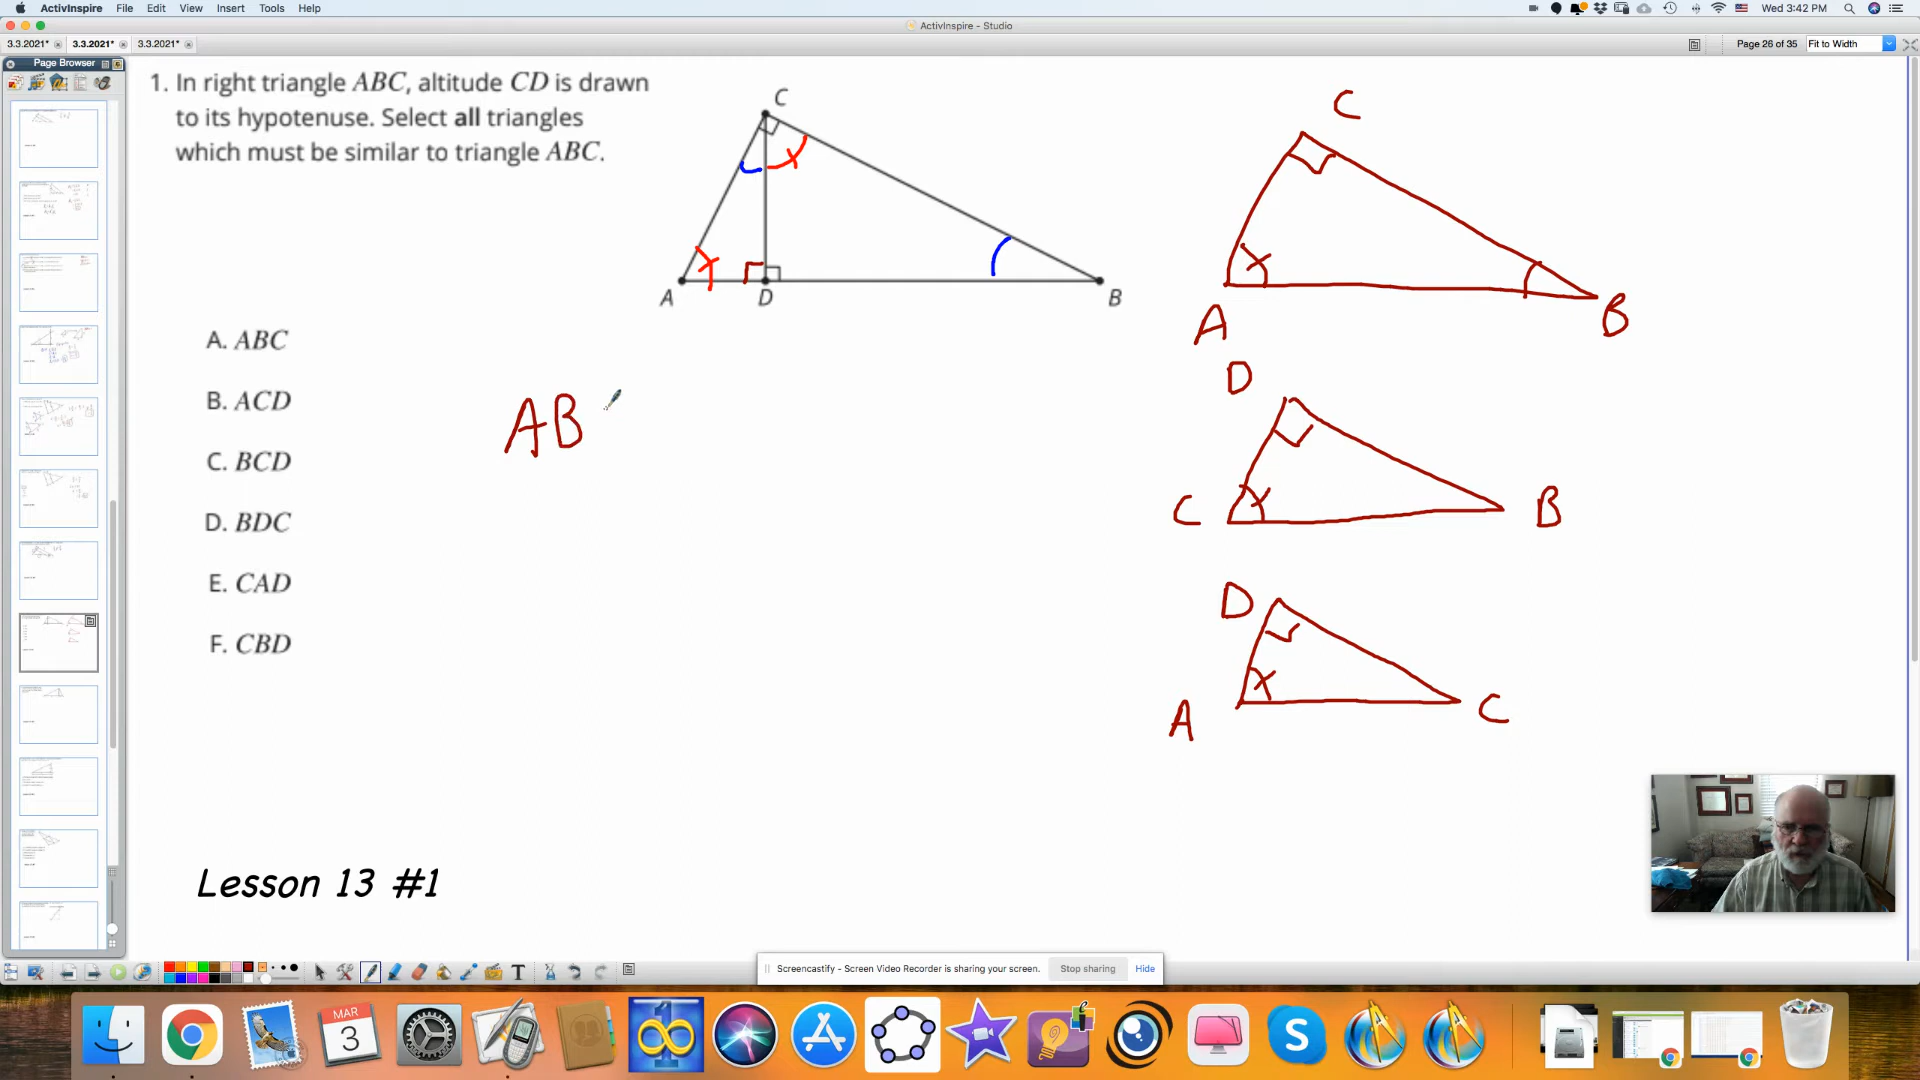 ActivInspire File Edit View Insert Tools Help
Wed 3:42 PM
ActivInspire - Studio
3.3.2021* 3.3.2021* 3.3.2021*
Page 26 of 35 Fit to Width
Page Browser
1. In right triangle ABC, altitude CD is drawn
to its hypotenuse. Select all triangles
which must be similar to triangle ABC.
C
x
x
A D B
C
x
A B
D
x
C B
D
x
A C
A. ABC
B. ACD
C. BCD
D. BDC
E. CAD
F. CBD
AB
Lesson 13 #1
Screencastify - Screen Video Recorder is sharing your screen. Stop sharing Hide
T
MAR
3
1
S